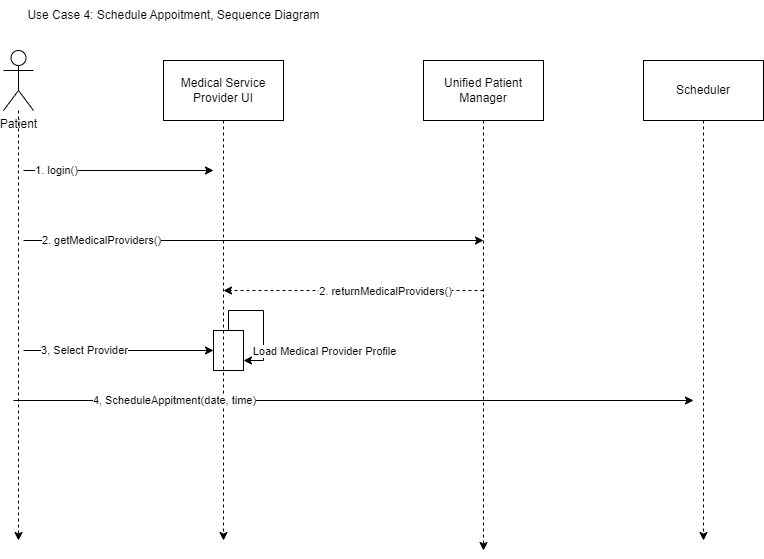 Use Case 4: Schedule Appoitment, Sequence Diagram
Medical Service
Provider UI
Unified Patient
Manager
Scheduler
Patient
1. login()
2. getMedicalProviders()
2. returnMedicalProviders()
3, Select Provider
Load Medical Provider Profile
4, ScheduleAppitment(date, time)